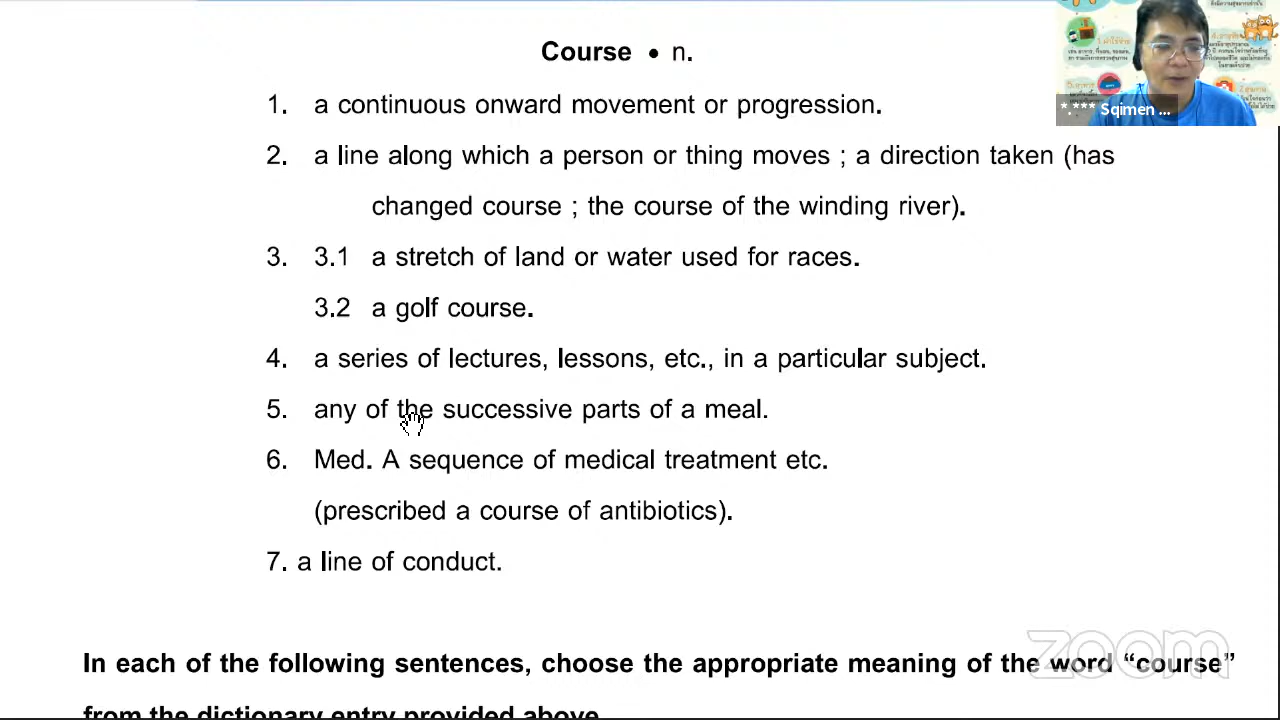 Course • n.
1. a continuous onward movement or progression.
2. a line along which a person or thing moves ; a direction taken (has
changed course ; the course of the winding river).
3. 3.1 a stretch of land or water used for races.
3.2 a golf course.
4. a series of lectures, lessons, etc., in a particular subject.
5. any of the successive parts of a meal.
6. Med. A sequence of medical treatment etc.
(prescribed a course of antibiotics).
7. a line of conduct.
In each of the following sentences, choose the appropriate meaning of the word “course”
from the dictionary entry provided above
*.*** Sqimen ...
zoom